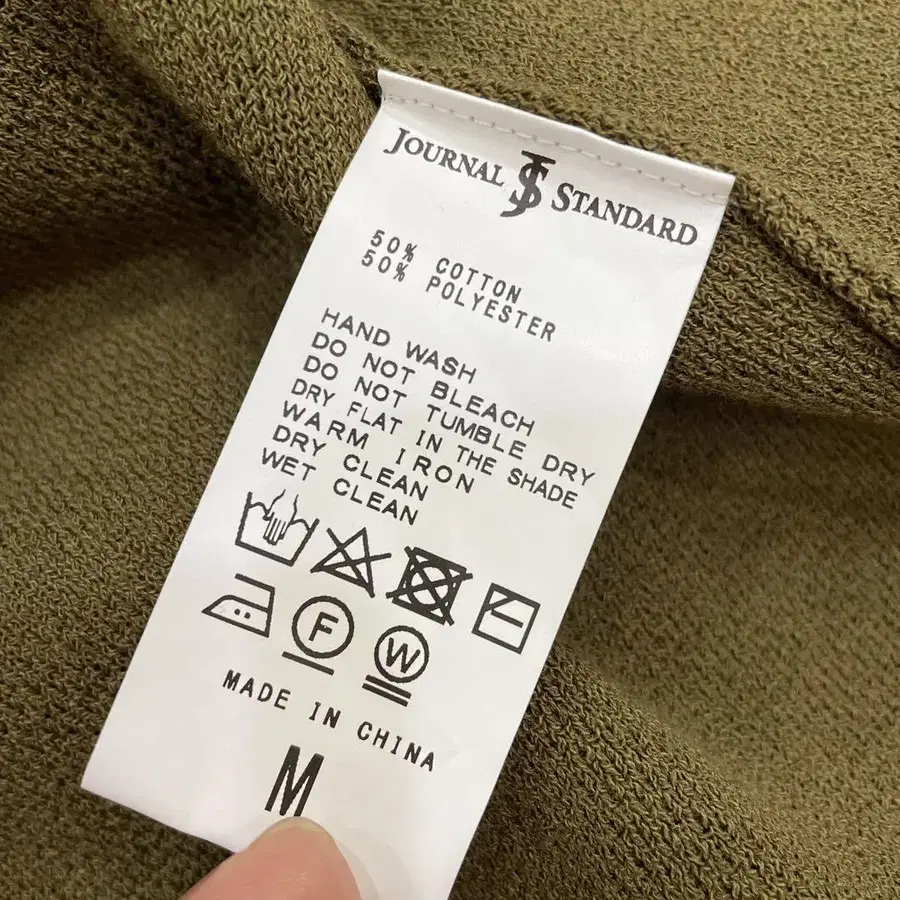 JOURNAL JS STANDARD
50% COTTON
50% POLYESTER
HAND WASH
DO NOT BLEACH
DO NOT TUMBLE DRY
DRY FLAT IN THE SHADE
WARM IRON
DRY CLEAN
WET CLEAN
F
W
MADE IN CHINA
M